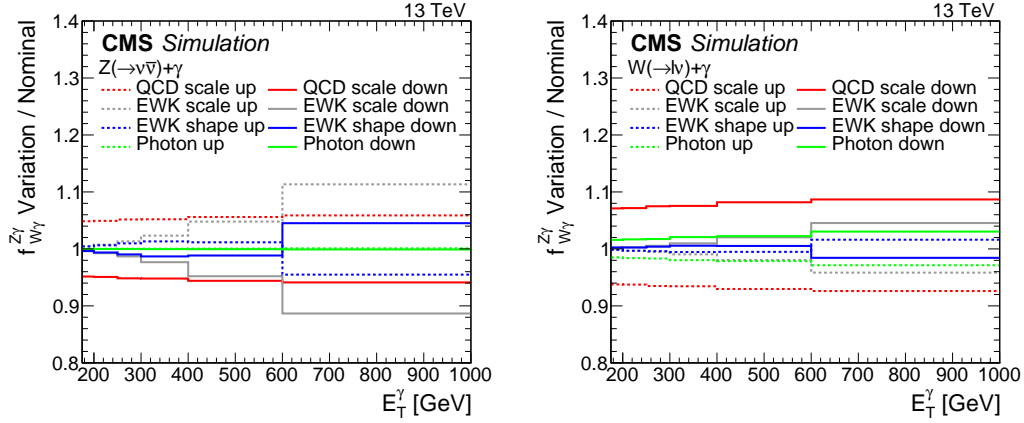 13 TeV
CMS Simulation
Z(→νν̅)+γ
QCD scale up QCD scale down
EWK scale up EWK scale down
EWK shape up EWK shape down
Photon up Photon down
f^{Zγ}_{Wγ} Variation / Nominal
1.4
1.3
1.2
1.1
1
0.9
0.8
200 300 400 500 600 700 800 900 1000
E_T^γ [GeV]
13 TeV
CMS Simulation
W(→lν)+γ
QCD scale up QCD scale down
EWK scale up EWK scale down
EWK shape up EWK shape down
Photon up Photon down
f^{Zγ}_{Wγ} Variation / Nominal
1.4
1.3
1.2
1.1
1
0.9
0.8
200 300 400 500 600 700 800 900 1000
E_T^γ [GeV]